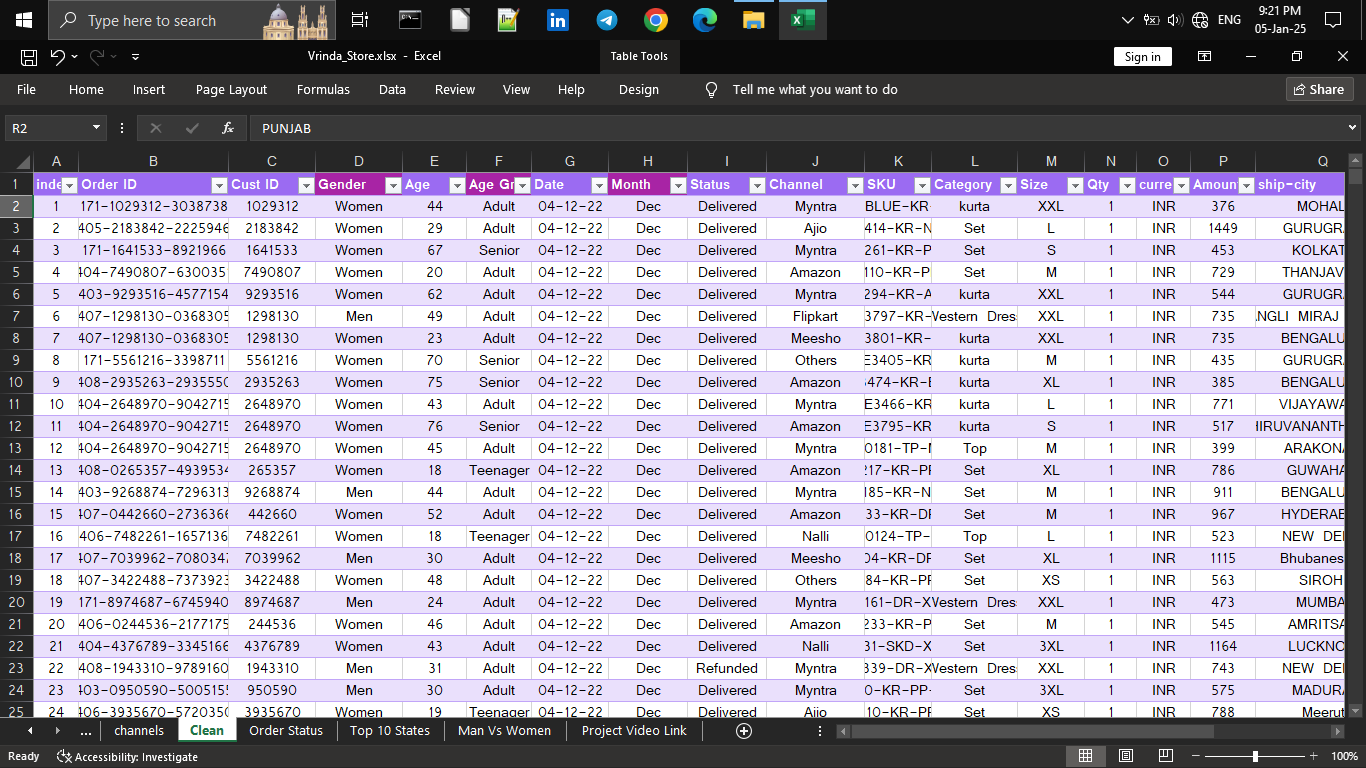 Type here to search
ENG
9:21 PM
05-Jan-25
Vrinda_Store.xlsx - Excel
Table Tools
Sign in
File Home Insert Page Layout Formulas Data Review View Help Design Tell me what you want to do Share
R2 fx PUNJAB
A B C D E F G H I J K L M N O P Q
1 inde Order ID Cust ID Gender Age Age Gr Date Month Status Channel SKU Category Size Qty curre Amoun ship-city
2 1 171-1029312-3038738 1029312 Women 44 Adult 04-12-22 Dec Delivered Myntra BLUE-KR- kurta XXL 1 INR 376 MOHAL
3 2 405-2183842-2225946 2183842 Women 29 Adult 04-12-22 Dec Delivered Ajio 414-KR-N Set L 1 INR 1449 GURUGR
4 3 171-1641533-8921966 1641533 Women 67 Senior 04-12-22 Dec Delivered Myntra 261-KR-P Set S 1 INR 453 KOLKAT
5 4 404-7490807-630035 7490807 Women 20 Adult 04-12-22 Dec Delivered Amazon 110-KR-P Set M 1 INR 729 THANJAV
6 5 403-9293516-4577154 9293516 Women 62 Adult 04-12-22 Dec Delivered Myntra 294-KR-A kurta XXL 1 INR 544 GURUGR
7 6 407-1298130-0368305 1298130 Men 49 Adult 04-12-22 Dec Delivered Flipkart 3797-KR- Western Dres XXL 1 INR 735 NGLI MIRAJ
8 7 407-1298130-0368305 1298130 Women 23 Adult 04-12-22 Dec Delivered Meesho 3801-KR- kurta XXL 1 INR 735 BENGALU
9 8 171-5561216-3398711 5561216 Women 70 Senior 04-12-22 Dec Delivered Others E3405-KR kurta M 1 INR 435 GURUGR
10 9 408-2935263-2935550 2935263 Women 75 Senior 04-12-22 Dec Delivered Amazon 474-KR-E kurta XL 1 INR 385 BENGALU
11 10 404-2648970-9042715 2648970 Women 43 Adult 04-12-22 Dec Delivered Myntra E3466-KR kurta L 1 INR 771 VIJAYAWA
12 11 404-2648970-9042715 2648970 Women 76 Senior 04-12-22 Dec Delivered Amazon E3795-KR kurta S 1 INR 517 HIRUVANANTH
13 12 404-2648970-9042715 2648970 Women 45 Adult 04-12-22 Dec Delivered Myntra 0181-TP-N Top M 1 INR 399 ARAKON
14 13 408-0265357-4939534 265357 Women 18 Teenager 04-12-22 Dec Delivered Amazon 217-KR-PF Set XL 1 INR 786 GUWAHA
15 14 403-9268874-7296313 9268874 Men 44 Adult 04-12-22 Dec Delivered Myntra 185-KR-N Set M 1 INR 911 BENGALU
16 15 407-0442660-2736366 442660 Women 52 Adult 04-12-22 Dec Delivered Amazon 33-KR-DF Set M 1 INR 967 HYDERAB
17 16 406-7482261-1657136 7482261 Women 18 Teenager 04-12-22 Dec Delivered Nalli 0124-TP- Top L 1 INR 523 NEW DEL
18 17 407-7039962-708034 7039962 Men 30 Adult 04-12-22 Dec Delivered Meesho 04-KR-DF Set XL 1 INR 1115 Bhubanes
19 18 407-3422488-7373923 3422488 Women 48 Adult 04-12-22 Dec Delivered Others 84-KR-PF Set XS 1 INR 563 SIROH
20 19 171-8974687-6745940 8974687 Men 24 Adult 04-12-22 Dec Delivered Myntra 161-DR-X Western Dres XXL 1 INR 473 MUMBA
21 20 406-0244536-2177175 244536 Women 46 Adult 04-12-22 Dec Delivered Amazon 233-KR-P Set M 1 INR 545 AMRITSA
22 21 404-4376789-3345166 4376789 Women 43 Adult 04-12-22 Dec Delivered Nalli 31-SKD-X Set 3XL 1 INR 1164 LUCKNO
23 22 408-1943310-9789160 1943310 Men 31 Adult 04-12-22 Dec Refunded Myntra 339-DR-X Western Dres XXL 1 INR 743 NEW DEL
24 23 403-0950590-500515 950590 Men 30 Adult 04-12-22 Dec Delivered Myntra 0-KR-PP- Set 3XL 1 INR 575 MADURA
25 24 406-3935670-572035 3935670 Women 19 Teenager 04-12-22 Dec Delivered Ajio 10-KR-PF Set XS 1 INR 788 Meerut
... channels Clean Order Status Top 10 States Man Vs Women Project Video Link
Ready Accessibility: Investigate 100%